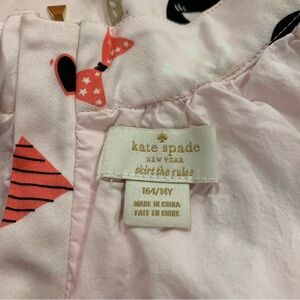 kate spade
NEW YORK
skirt the rules
164/14Y
MADE IN CHINA
FAIT EN CHINE